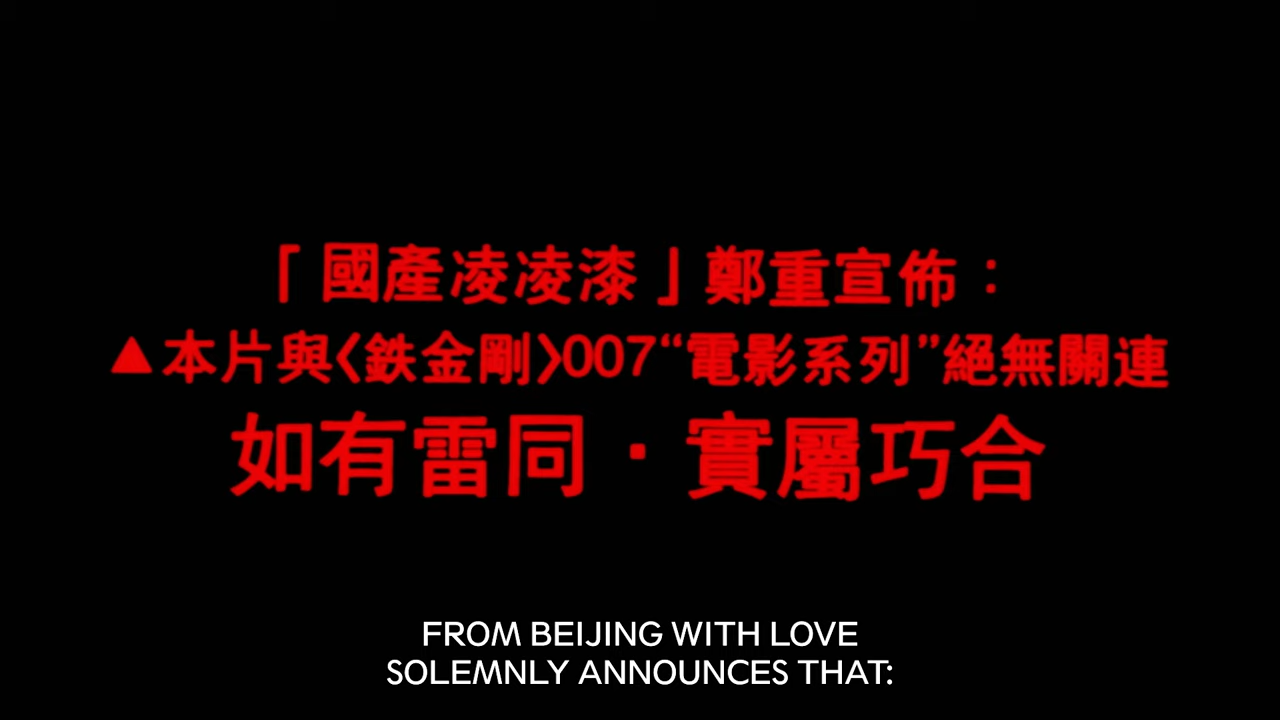 「國產凌凌漆」鄭重宣佈：
▲本片與〈鉄金剛〉007“電影系列”絕無關連
如有雷同·實屬巧合
FROM BEIJING WITH LOVE
SOLEMNLY ANNOUNCES THAT: